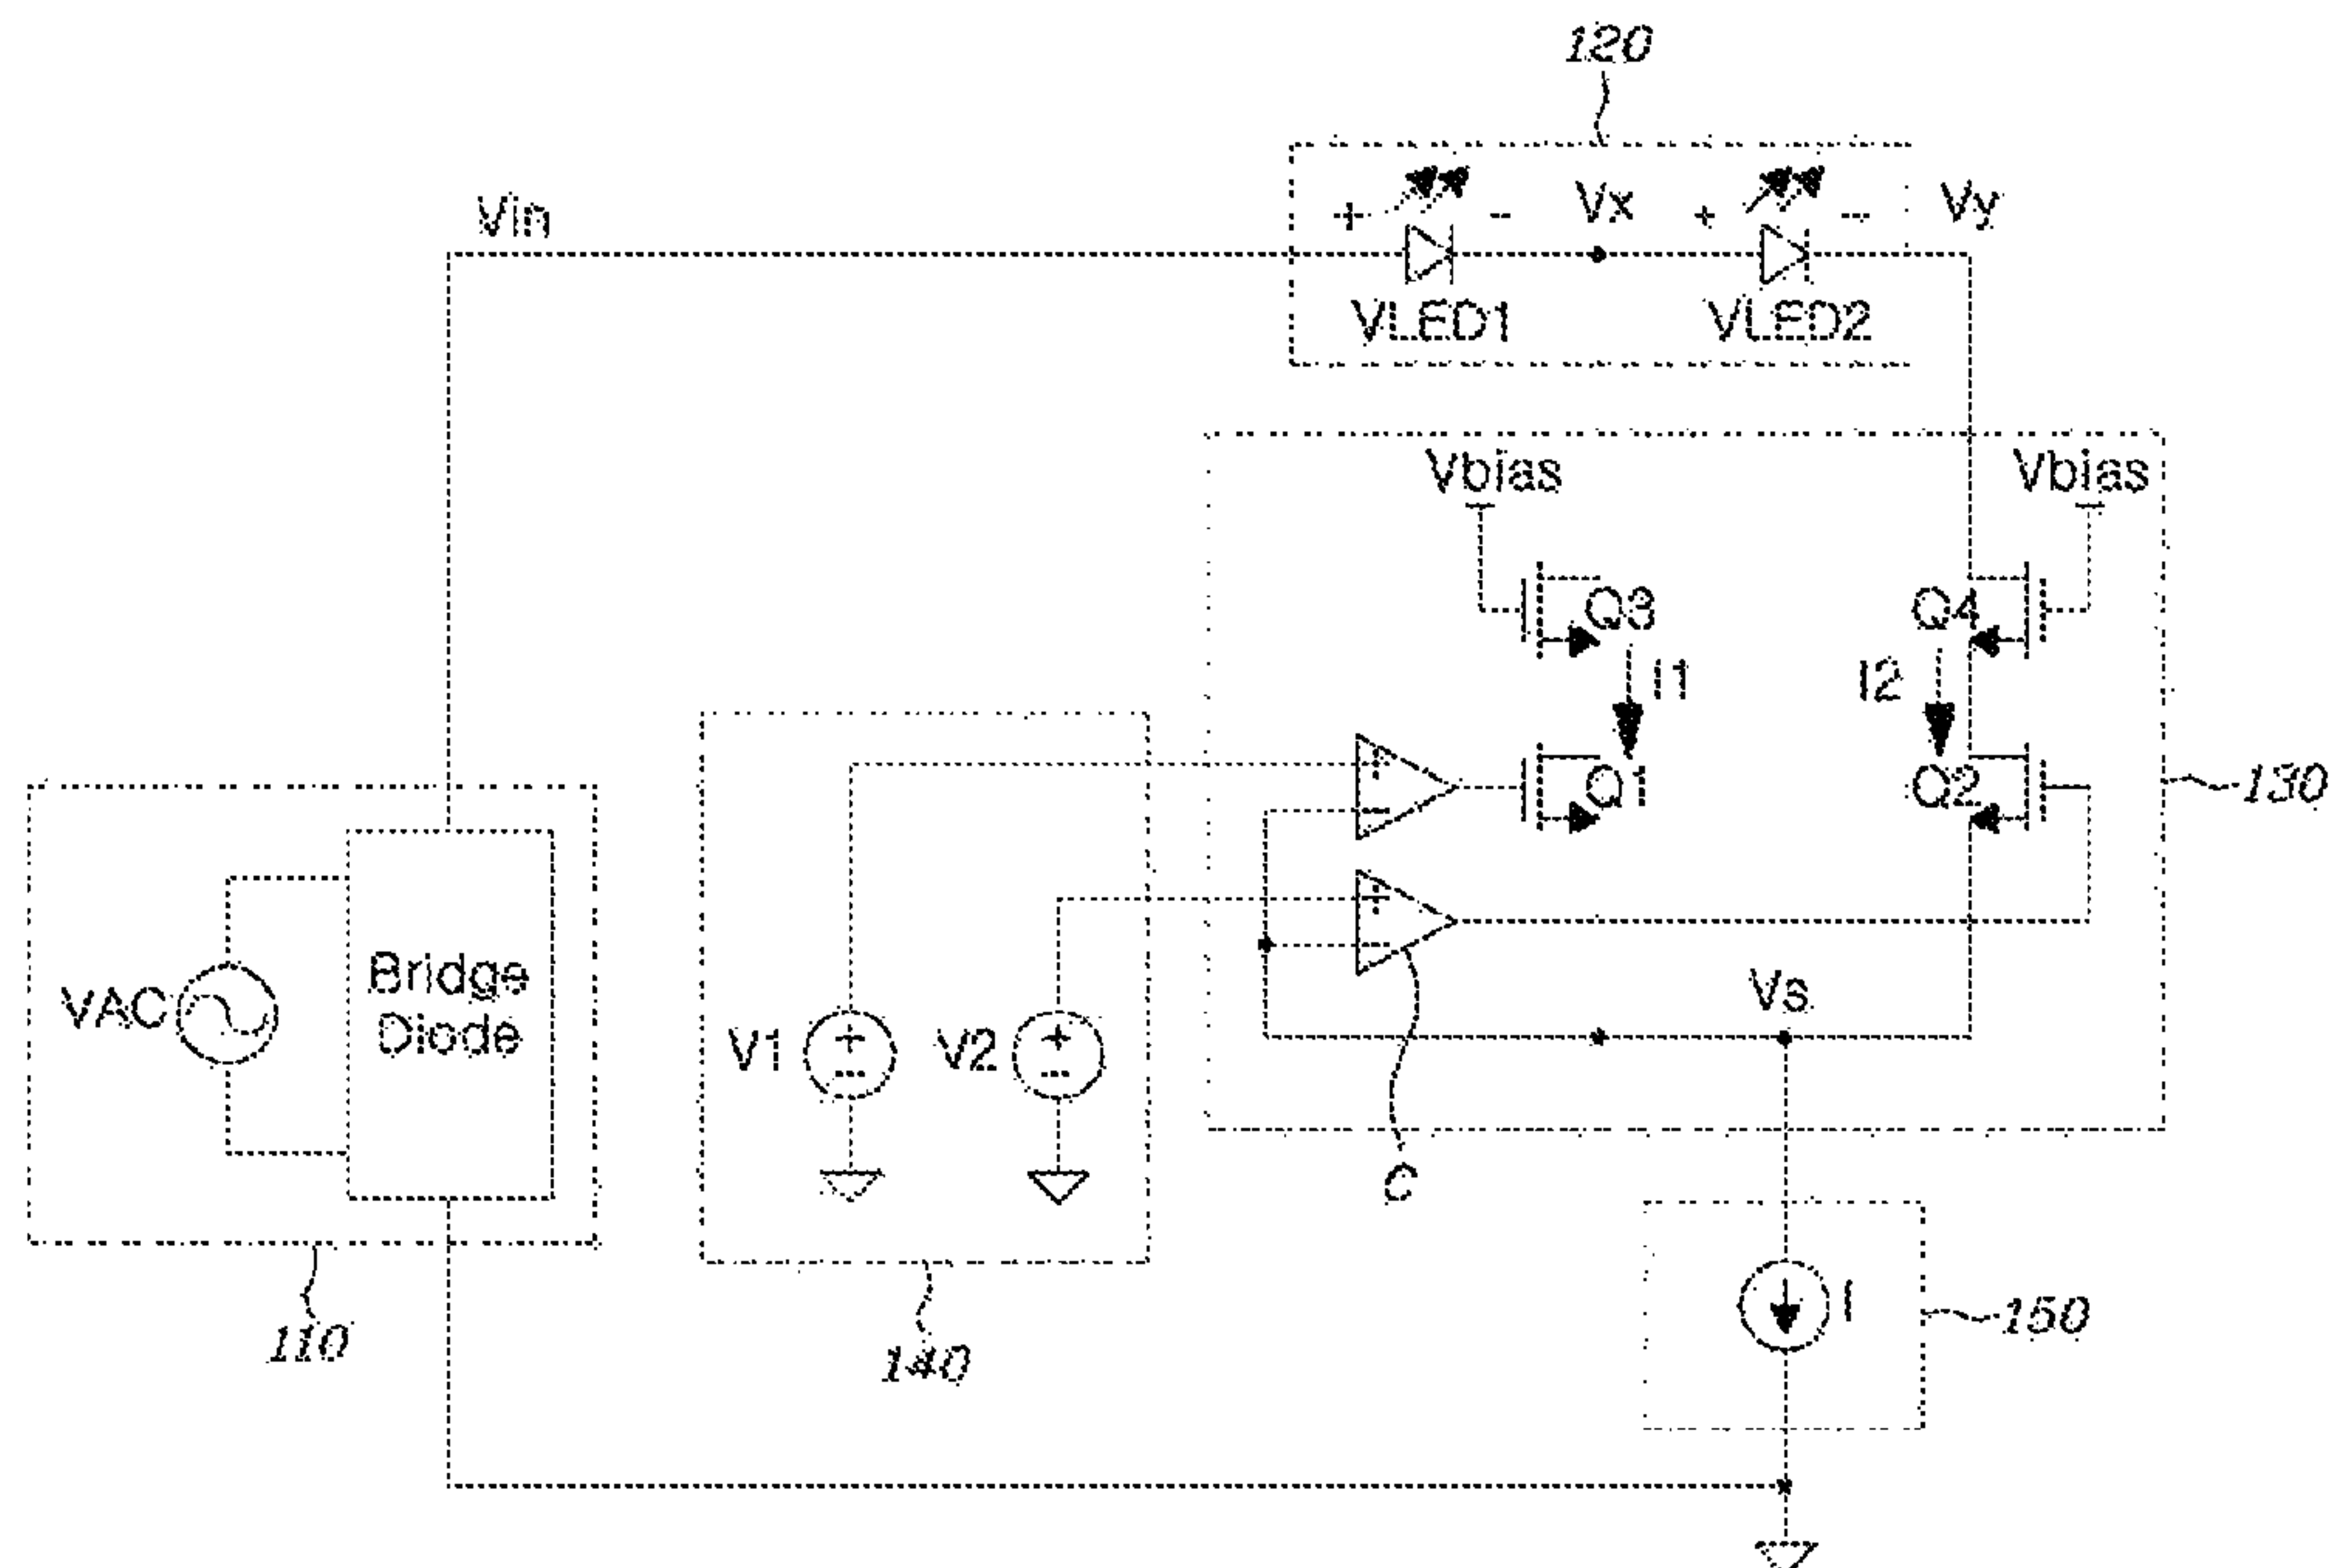 120
Vin
+ - Vx + - Vy
VLED1 VLED2
Vbias Vbias
Q3 Q4
I1 I2
Q1 Q2
130
+
-
+
-
Bridge
Diode
VAC
Vs
V1 + - V2 + -
C
I
150
110
140